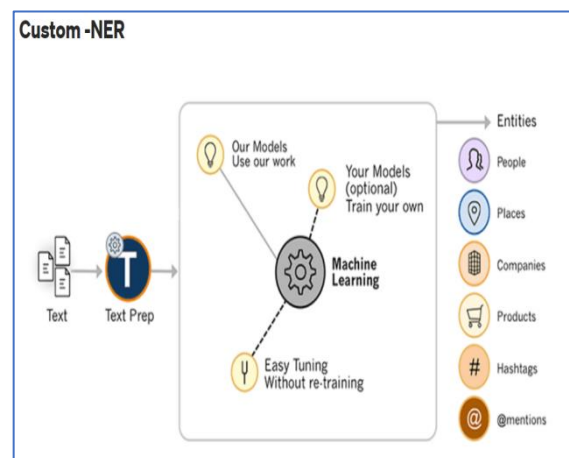 Custom -NER
Our Models
Use our work
Your Models
(optional)
Train your own
Machine
Learning
Easy Tuning
Without re-training
Text
T
Text Prep
Entities
People
Places
Companies
Products
#
Hashtags
@
@mentions